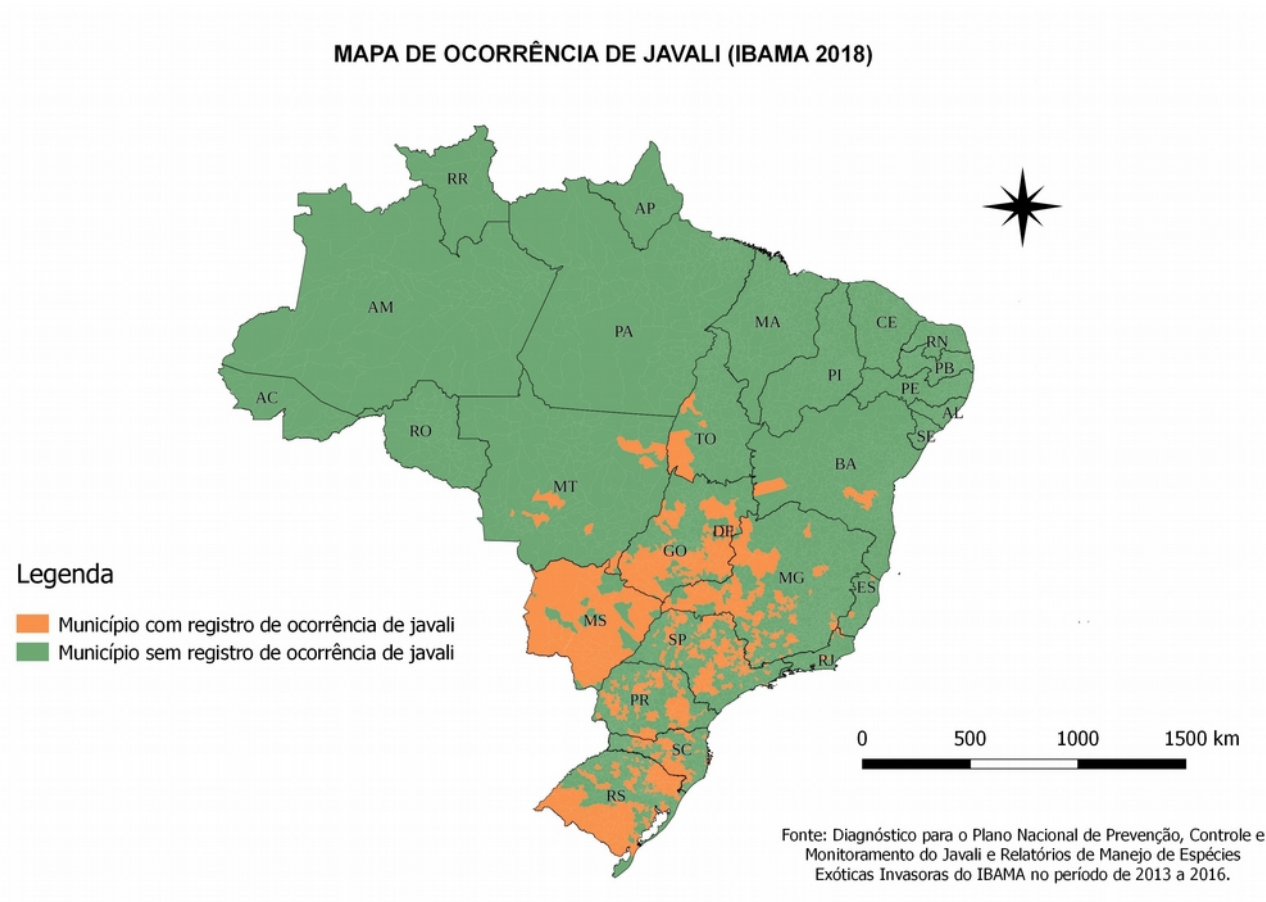 MAPA DE OCORRÊNCIA DE JAVALI (IBAMA 2018)
RR
AP
AM
PA
MA
CE
RN
PB
PI
PE
AC
AL
RO
TO
SE
BA
MT
DF
GO
MG
ES
MS
SP
RJ
PR
SC
RS
Legenda
Município com registro de ocorrência de javali
Município sem registro de ocorrência de javali
0 500 1000 1500 km
Fonte: Diagnóstico para o Plano Nacional de Prevenção, Controle e
Monitoramento do Javali e Relatórios de Manejo de Espécies
Exóticas Invasoras do IBAMA no período de 2013 a 2016.